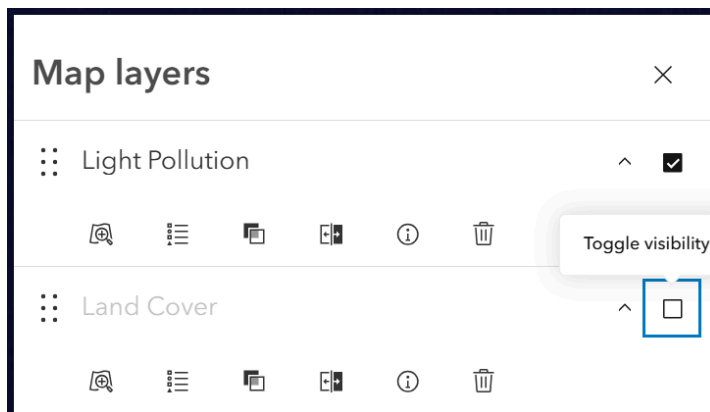 Map layers
Light Pollution
Toggle visibility
Land Cover